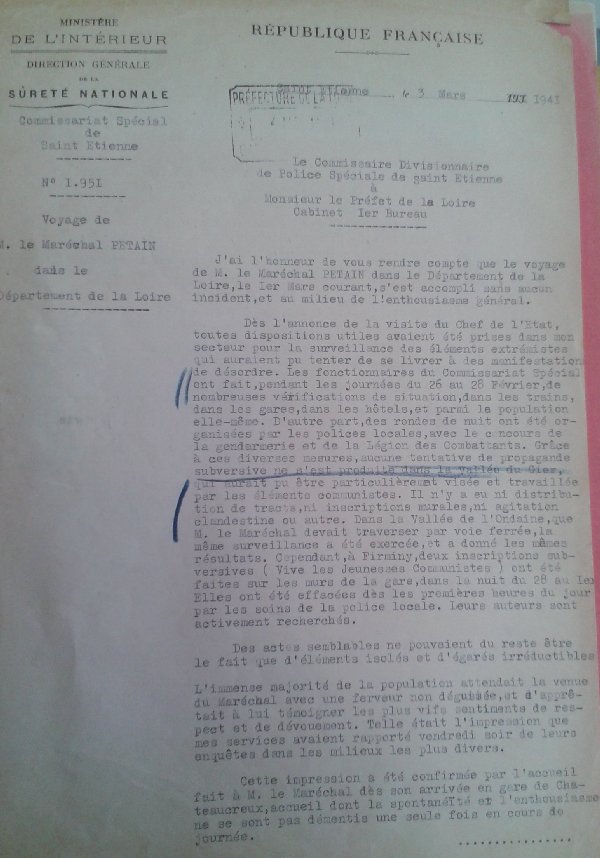 MINISTÈRE
DE L'INTÉRIEUR
DIRECTION GÉNÉRALE
DE LA
SÛRETÉ NATIONALE
Commissariat Spécial
de
Saint Etienne
N° 1.951
Voyage de
M. le Maréchal PETAIN
dans le
Département de la Loire
RÉPUBLIQUE FRANÇAISE
PRÉFECTURE DE LA
Saint Etienne le 3 Mars 193 1941
Le Commissaire Divisionnaire
de Police Spéciale de saint Etienne
à
Monsieur le Préfet de la Loire
Cabinet Ier Bureau
J'ai l'honneur de vous rendre compte que le voyage
de M. le Maréchal PETAIN dans le Département de la
Loire,le 1er Mars courant,s'est accompli sans aucun
incident,et au milieu de l'enthousiasme général.
Dès l'annonce de la visite du Chef de l'Etat,
toutes dispositions utiles avaient été prises dans mon
secteur pour la surveillance des éléments extrémistes
qui auraient pu tenter de se livrer à des manifestation
de désordre. Les fonctionnaires du Commissariat Spécial
ont fait,pendant les journées du 26 au 28 Février,de
nombreuses vérifications de situation,dans les trains,
dans les gares,dans les hôtels,et parmi la population
elle-même. D'autre part,des rondes de nuit ont été or-
ganisées par les polices locales,avec le cncours de
la gendarmerie et de la Légion des Combattants. Grâce
à ces diverses mesures,aucune tentative de propagande
subversive ne s'est produite dans la Vallée du Gier,
qui aurait pu être particulièrement visée et travaillée
par les éléments communistes. Il n'y a eu ni distribu-
tion de tracts,ni inscriptions murales,ni agitation
clandestine ou autre. Dans la Vallée de l'Ondaine,que
M. le Maréchal devait traverser par voie ferrée,la
même surveillance a été exercée,et a donné les mêmes
résultats. Cependant,à Firminy,deux inscriptions sub-
versives ( Vive les Jeunesses Communistes ) ont été
faites sur les murs de la gare,dans la nuit du 28 au Ier
Elles ont été effacées dès les premières heures du jour
par les soins de la police locale. Leurs auteurs sont
activement recherchés.
Des actes semblables ne pouvaient du reste être
le fait que d'éléments isolés et d'égarés irréductibles
L'immense majorité de la population attendait la venue
du Maréchal avec une ferveur non déguisée,et d'apprê-
tait à lui témoigner les plus vifs sentiments de res-
pect et de dévouement. Telle était l'impression que
mes services avaient rapporté vendredi soir de leurs
enquêtes dans les milieux les plus divers.
Cette impression a été confirmée par l'accueil
fait à M. le Maréchal dès son arrivée en gare de Cha-
teaucreux,accueil dont la spontanéité et l'enthousiasme
ne se sont pas démentis une seule fois en cours de
journée.